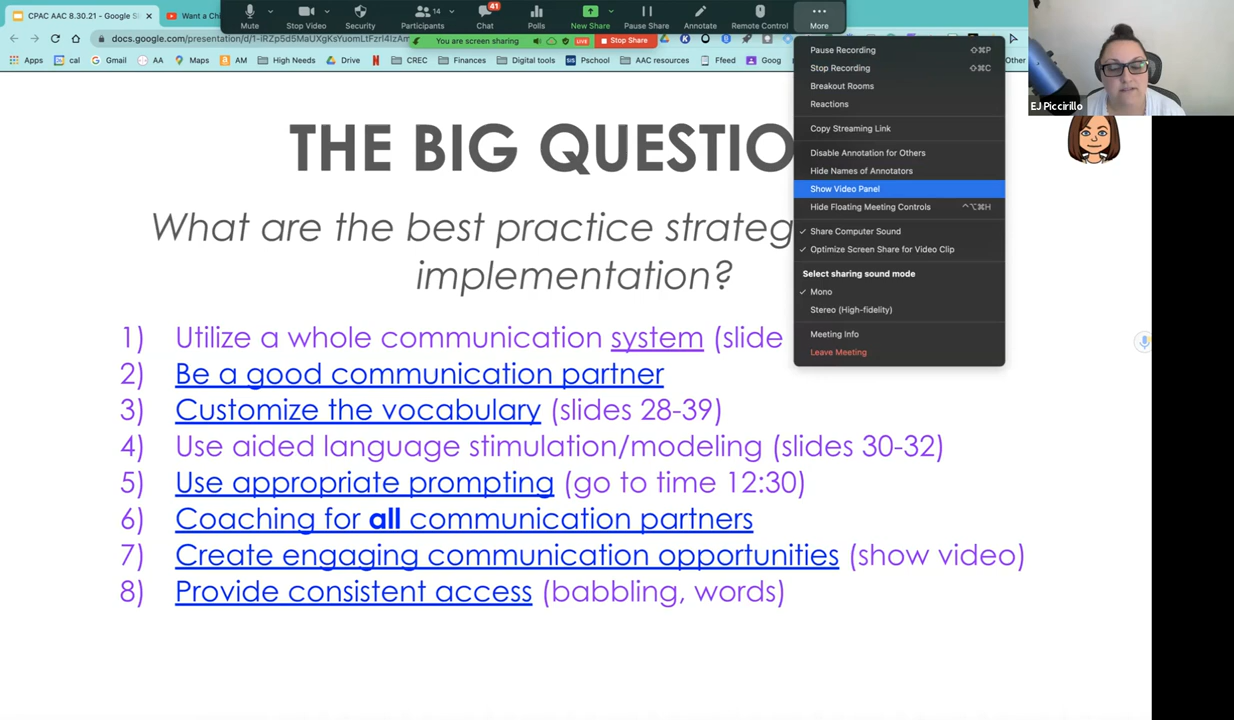 CPAC AAC 8.30.21 - Google S
Want a Chi
Mute
Stop Video
Security
14
Participants
41
Chat
Polls
New Share
Pause Share
Annotate
Remote Control
More
docs.google.com/presentation/d/
You are screen sharing
LIVE
Stop Share
Apps
cal
Gmail
AA
Maps
AM
High Needs
Drive
CREC
Finances
Digital tools
Pschool
AAC resources
Ffeed
Goog
Other
Pause Recording ⇧⌘P
Stop Recording ⇧⌘C
Breakout Rooms
Reactions
Copy Streaming Link
Disable Annotation for Others
Hide Names of Annotators
Show Video Panel
Hide Floating Meeting Controls ^⌥⌘H
Share Computer Sound
Optimize Screen Share for Video Clip
Select sharing sound mode
Mono
Stereo (High-fidelity)
Meeting Info
Leave Meeting
EJ Piccirillo
THE BIG QUESTIO
What are the best practice strateg
implementation?
1) Utilize a whole communication system (slide
2) Be a good communication partner
3) Customize the vocabulary (slides 28-39)
4) Use aided language stimulation/modeling (slides 30-32)
5) Use appropriate prompting (go to time 12:30)
6) Coaching for all communication partners
7) Create engaging communication opportunities (show video)
8) Provide consistent access (babbling, words)